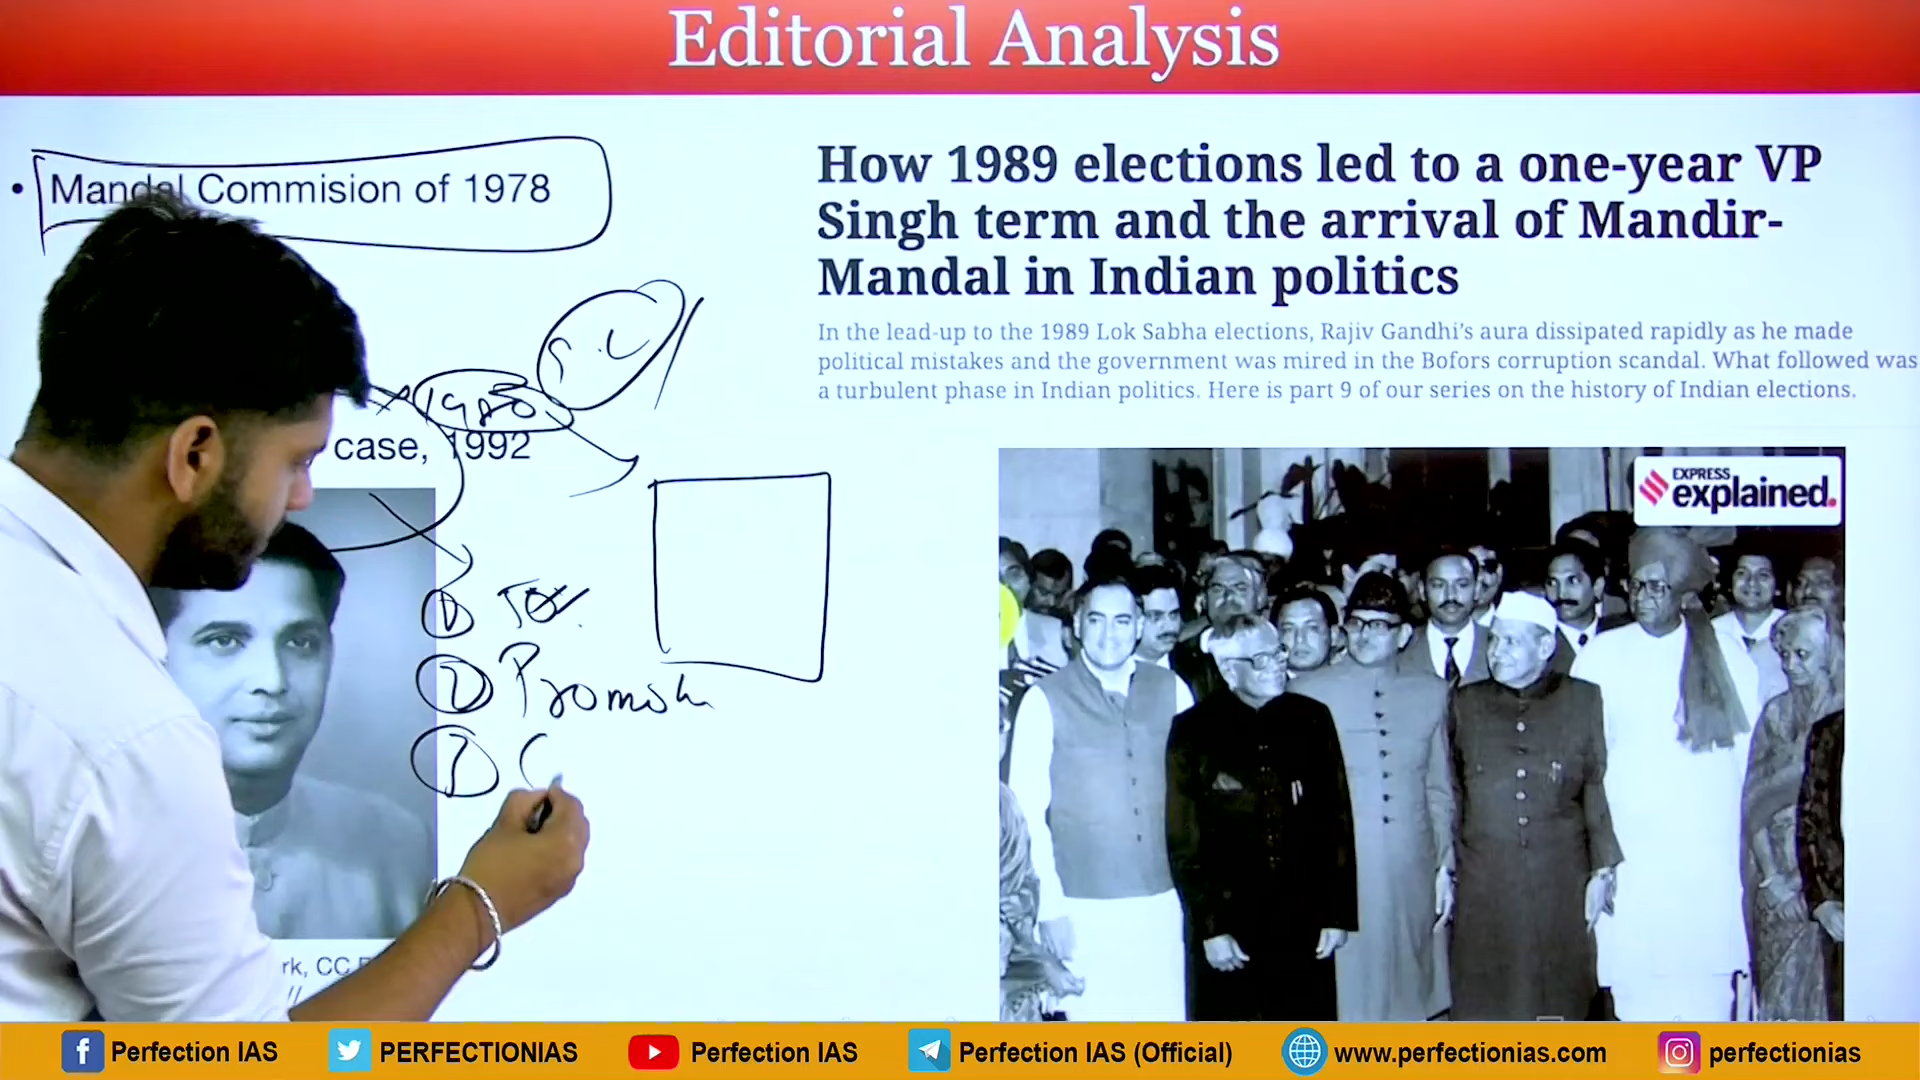 Editorial Analysis
• Mandal Commision of 1978
S.C
1980
case, 1992
①
② Promoti
③ C
rk, CC
How 1989 elections led to a one-year VP
Singh term and the arrival of Mandir-
Mandal in Indian politics
In the lead-up to the 1989 Lok Sabha elections, Rajiv Gandhi's aura dissipated rapidly as he made
political mistakes and the government was mired in the Bofors corruption scandal. What followed was
a turbulent phase in Indian politics. Here is part 9 of our series on the history of Indian elections.
EXPRESS
explained.
Perfection IAS
PERFECTIONIAS
Perfection IAS
Perfection IAS (Official)
www.perfectionias.com
perfectionias